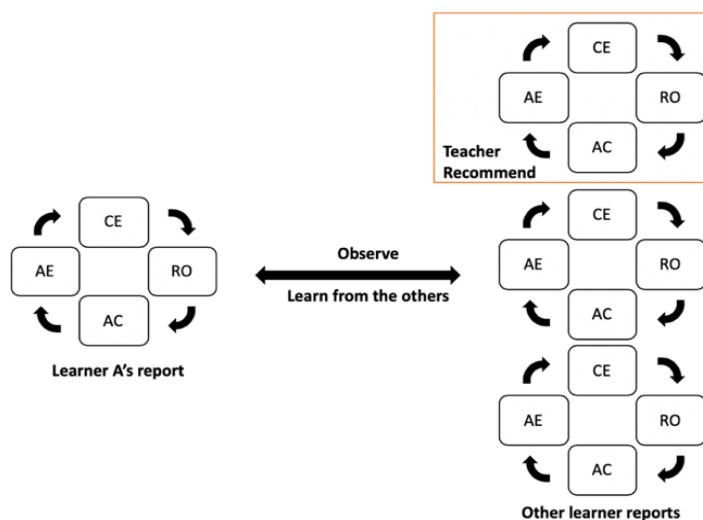 CE
AE
RO
AC
Teacher
Recommend
CE
AE
RO
AC
Learner A's report
Observe
Learn from the others
CE
AE
RO
AC
CE
AE
RO
AC
Other learner reports